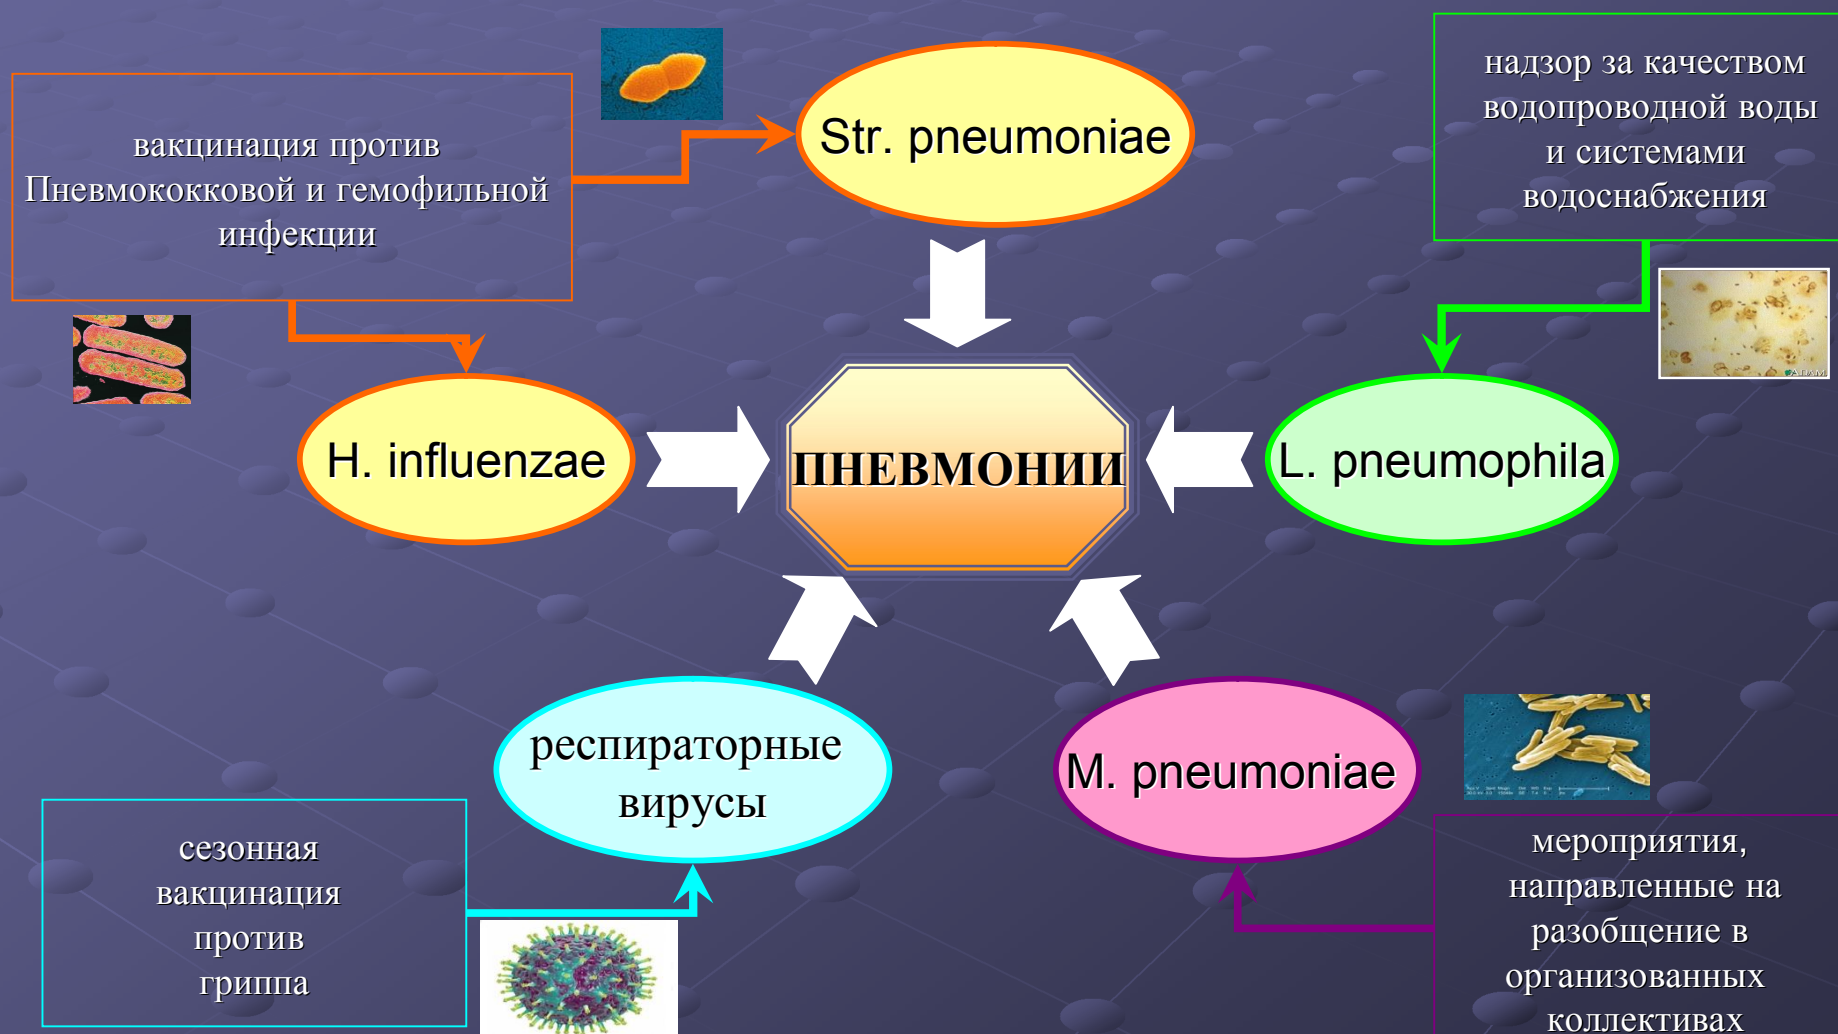 вакцинация против
Пневмококковой и гемофильной
инфекции
Str. pneumoniae
надзор за качеством
водопроводной воды
и системами
водоснабжения
ADAM
H. influenzae
ПНЕВМОНИИ
L. pneumophila
респираторные
вирусы
M. pneumoniae
сезонная
вакцинация
против
гриппа
мероприятия,
направленные на
разобщение в
организованных
коллективах